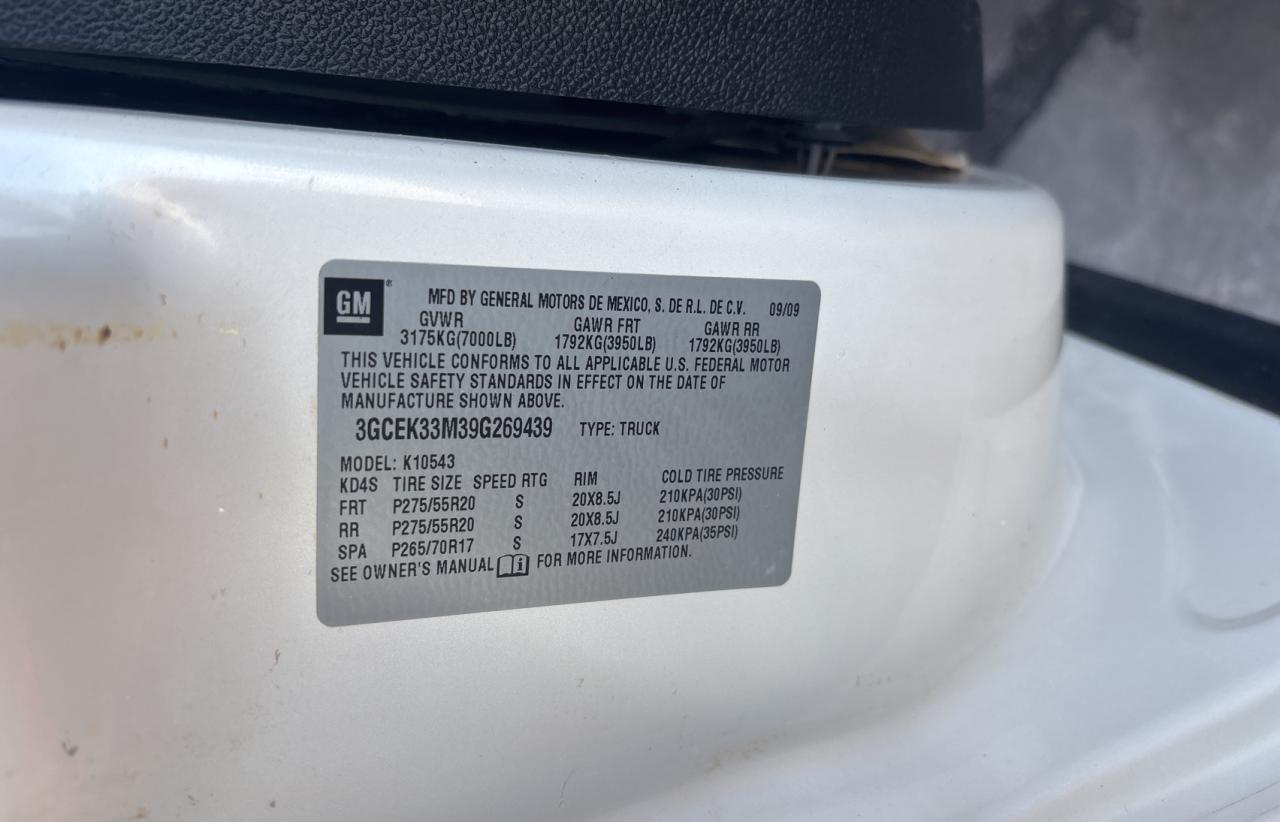 GM®
MFD BY GENERAL MOTORS DE MEXICO, S. DE R.L. DE C.V. 09/09
GVWR GAWR FRT GAWR RR
3175KG(7000LB) 1792KG(3950LB) 1792KG(3950LB)
THIS VEHICLE CONFORMS TO ALL APPLICABLE U.S. FEDERAL MOTOR
VEHICLE SAFETY STANDARDS IN EFFECT ON THE DATE OF
MANUFACTURE SHOWN ABOVE.
3GCEK33M39G269439 TYPE: TRUCK
MODEL: K10543
KD4S TIRE SIZE SPEED RTG RIM COLD TIRE PRESSURE
FRT P275/55R20 S 20X8.5J 210KPA(30PSI)
RR P275/55R20 S 20X8.5J 210KPA(30PSI)
SPA P265/70R17 S 17X7.5J 240KPA(35PSI)
SEE OWNER'S MANUAL i FOR MORE INFORMATION.